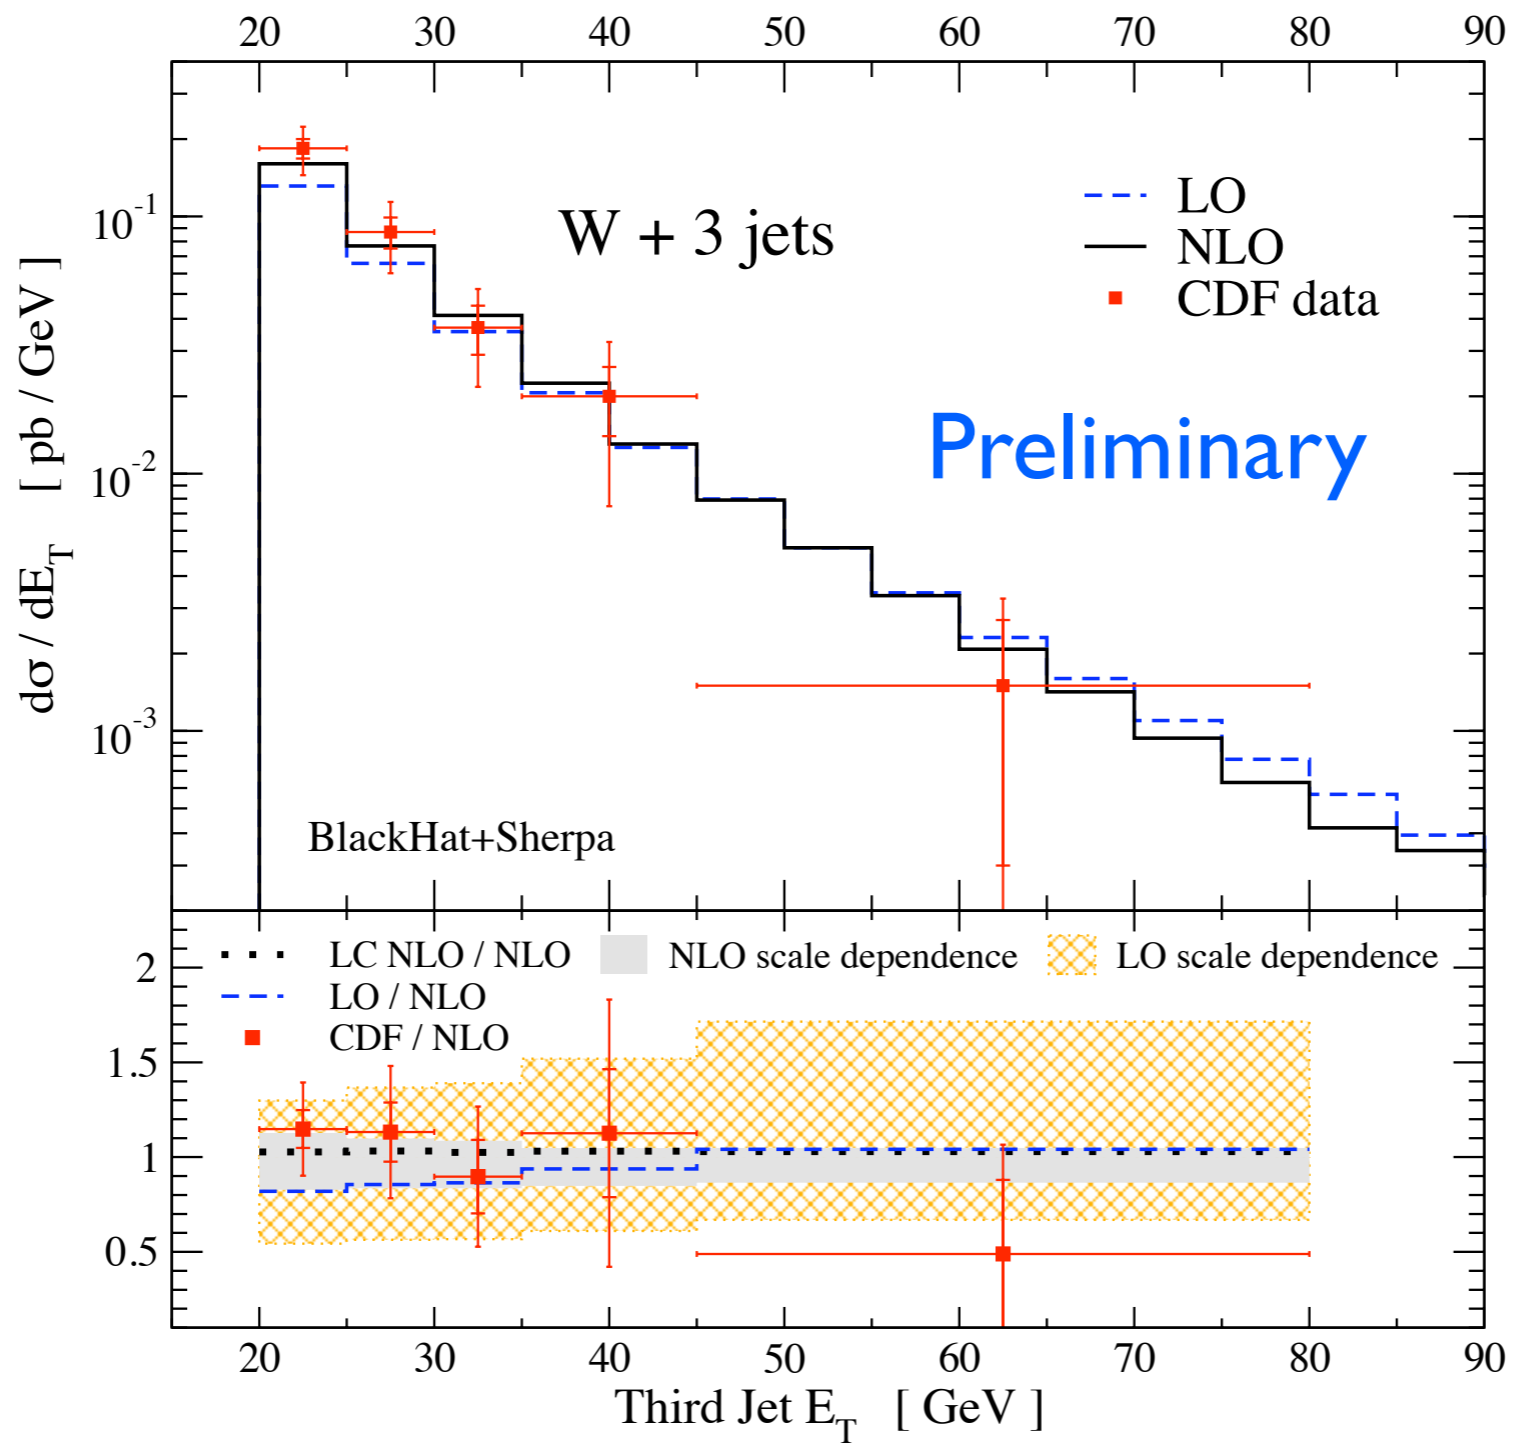 20 30 40 50 60 70 80 90
W + 3 jets
LO
NLO
CDF data
Preliminary
BlackHat+Sherpa
10^-1
10^-2
10^-3
dσ / dE_T [ pb / GeV ]
LC NLO / NLO
NLO scale dependence
LO scale dependence
LO / NLO
CDF / NLO
2
1.5
1
0.5
20 30 40 50 60 70 80 90
Third Jet E_T [ GeV ]